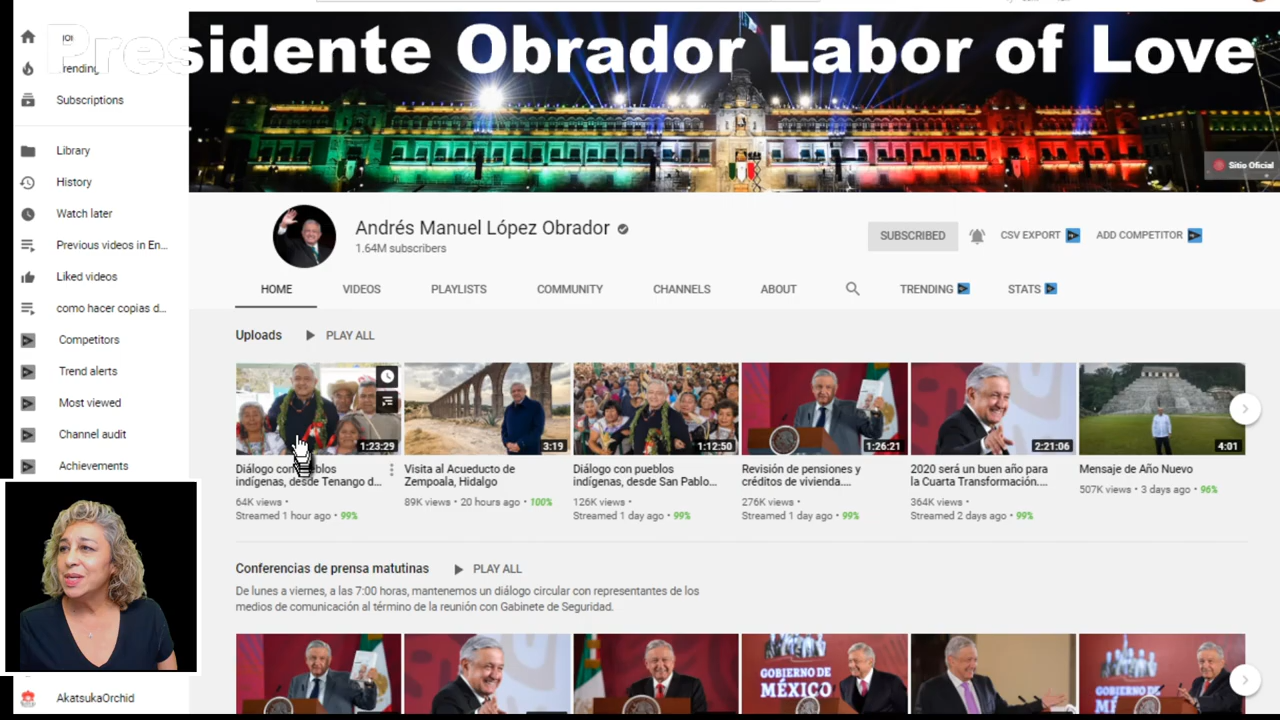 Presidente Obrador Labor of Love
Trending
Subscriptions
Library
History
Watch later
Previous videos in En...
Liked videos
como hacer copias d...
Competitors
Trend alerts
Most viewed
Channel audit
Achievements
AkatsukaOrchid
Sitio Oficial
Andrés Manuel López Obrador
1.64M subscribers
SUBSCRIBED
CSV EXPORT
ADD COMPETITOR
HOME VIDEOS PLAYLISTS COMMUNITY CHANNELS ABOUT TRENDING STATS
Uploads PLAY ALL
1:23:29
Diálogo con pueblos
indígenas, desde Tenango d...
64K views •
Streamed 1 hour ago • 99%
3:19
Visita al Acueducto de
Zempoala, Hidalgo
89K views • 20 hours ago • 100%
1:12:50
Diálogo con pueblos
indígenas, desde San Pablo...
126K views •
Streamed 1 day ago • 99%
1:26:21
Revisión de pensiones y
créditos de vivienda....
276K views •
Streamed 1 day ago • 99%
2:21:06
2020 será un buen año para
la Cuarta Transformación....
364K views •
Streamed 2 days ago • 99%
4:01
Mensaje de Año Nuevo
507K views • 3 days ago • 96%
Conferencias de prensa matutinas PLAY ALL
De lunes a viernes, a las 7:00 horas, mantenemos un diálogo circular con representantes de los
medios de comunicación al término de la reunión con Gabinete de Seguridad.
GOBIERNO DE
MÉXICO
GOBIERNO DE